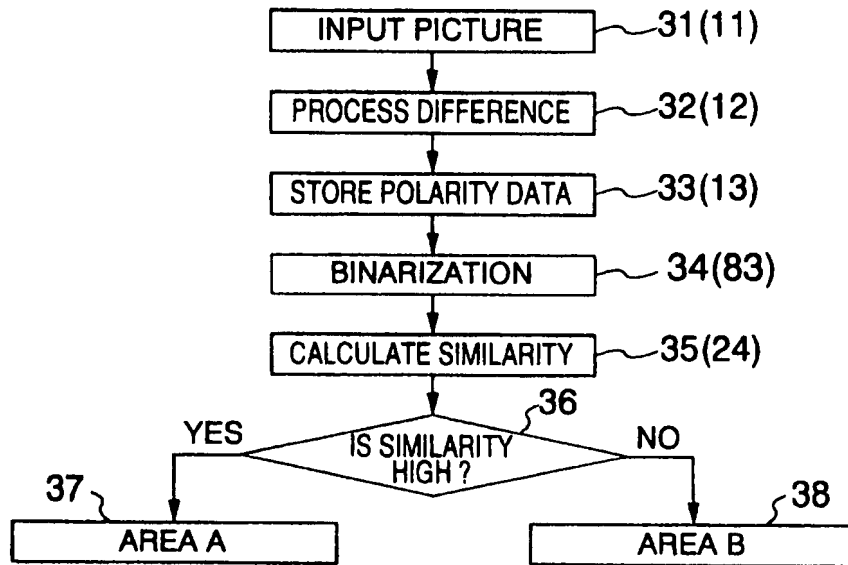 INPUT PICTURE 31(11)
PROCESS DIFFERENCE 32(12)
STORE POLARITY DATA 33(13)
BINARIZATION 34(83)
CALCULATE SIMILARITY 35(24)
36
YES
IS SIMILARITY
HIGH ?
NO
37
38
AREA A
AREA B